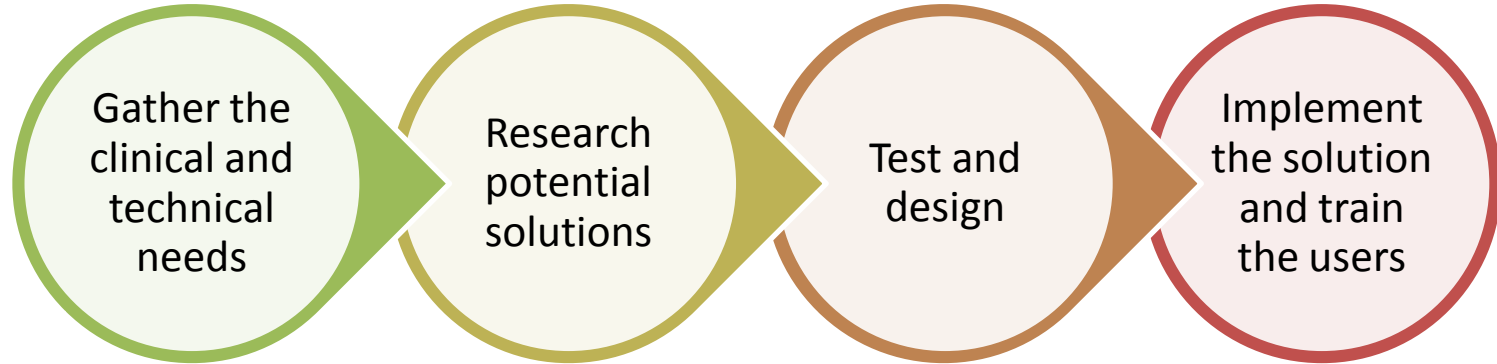 Gather the
clinical and
technical
needs
Research
potential
solutions
Test and
design
Implement
the solution
and train
the users